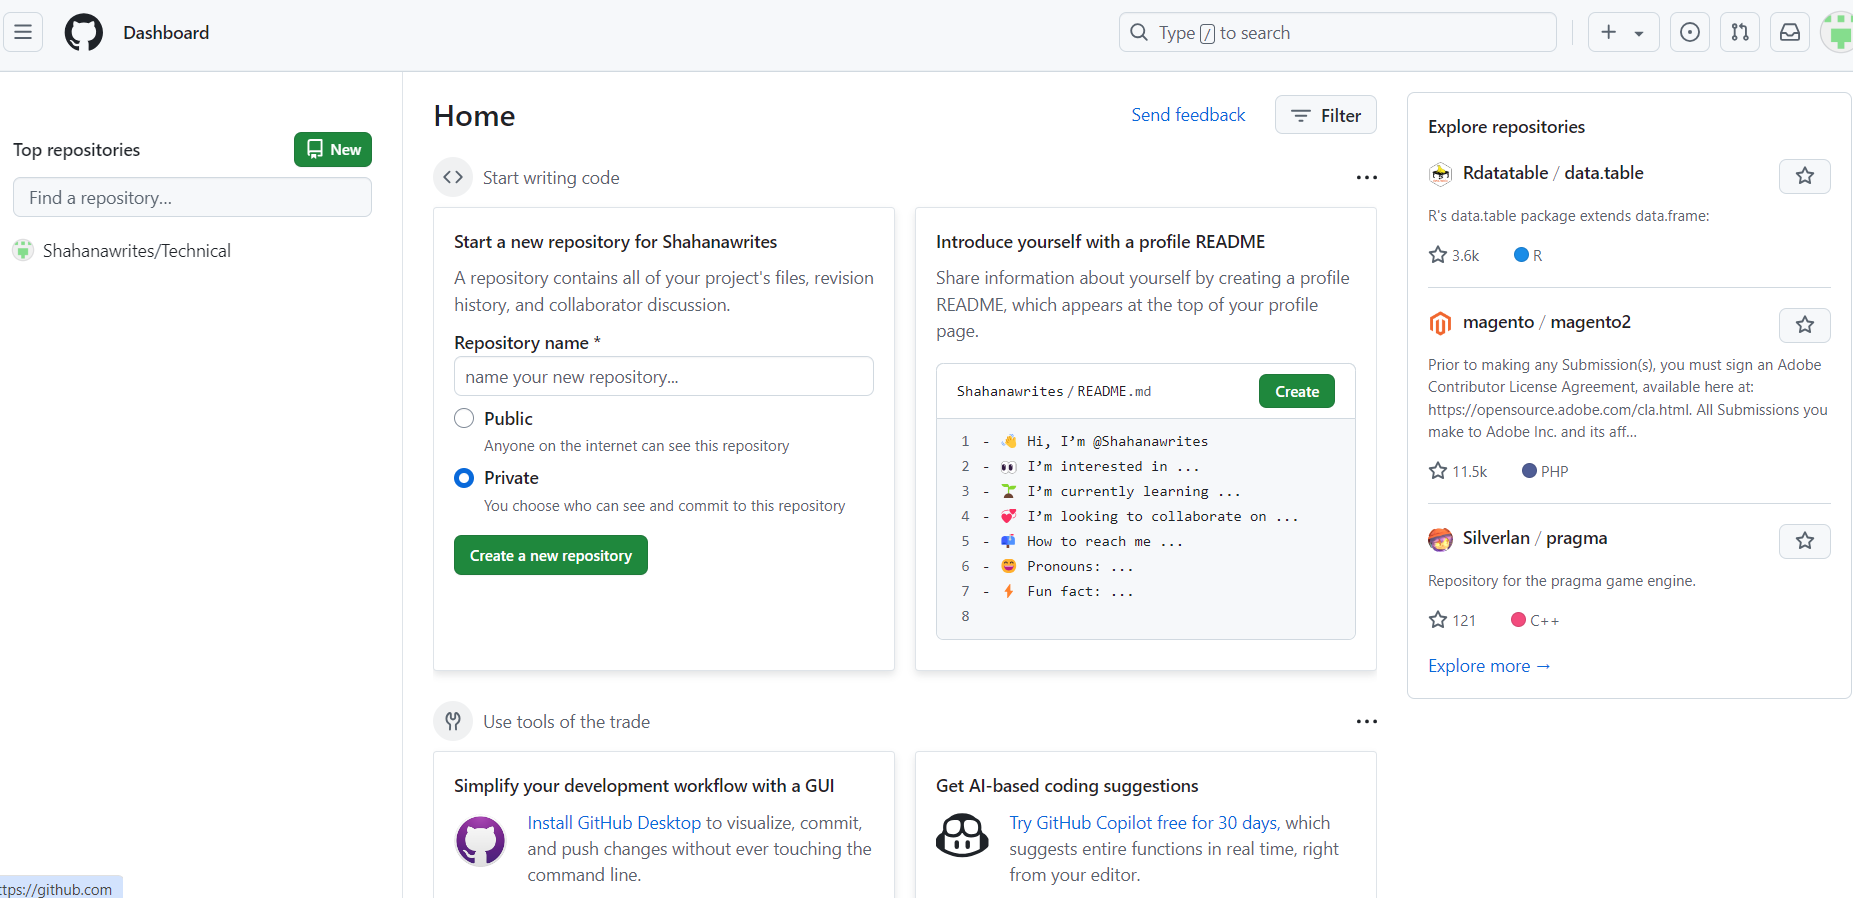 Dashboard
Type / to search
Top repositories
New
Find a repository...
Shahanawrites/Technical
Home
Send feedback
Filter
Start writing code
Start a new repository for Shahanawrites
A repository contains all of your project's files, revision
history, and collaborator discussion.
Repository name *
name your new repository...
Public
Anyone on the internet can see this repository
Private
You choose who can see and commit to this repository
Create a new repository
Introduce yourself with a profile README
Share information about yourself by creating a profile
README, which appears at the top of your profile
page.
Shahanawrites / README.md
Create
1 - 👋 Hi, I’m @Shahanawrites
2 - 👀 I’m interested in ...
3 - 🌱 I’m currently learning ...
4 - 💞️ I’m looking to collaborate on ...
5 - 📫 How to reach me ...
6 - 😄 Pronouns: ...
7 - ⚡ Fun fact: ...
8
Use tools of the trade
Simplify your development workflow with a GUI
Install GitHub Desktop to visualize, commit,
and push changes without ever touching the
command line.
Get AI-based coding suggestions
Try GitHub Copilot free for 30 days, which
suggests entire functions in real time, right
from your editor.
Explore repositories
Rdatatable / data.table
R's data.table package extends data.frame:
3.6k
R
magento / magento2
Prior to making any Submission(s), you must sign an Adobe
Contributor License Agreement, available here at:
https://opensource.adobe.com/cla.html. All Submissions you
make to Adobe Inc. and its aff...
11.5k
PHP
Silverlan / pragma
Repository for the pragma game engine.
121
C++
Explore more →
ttps://github.com